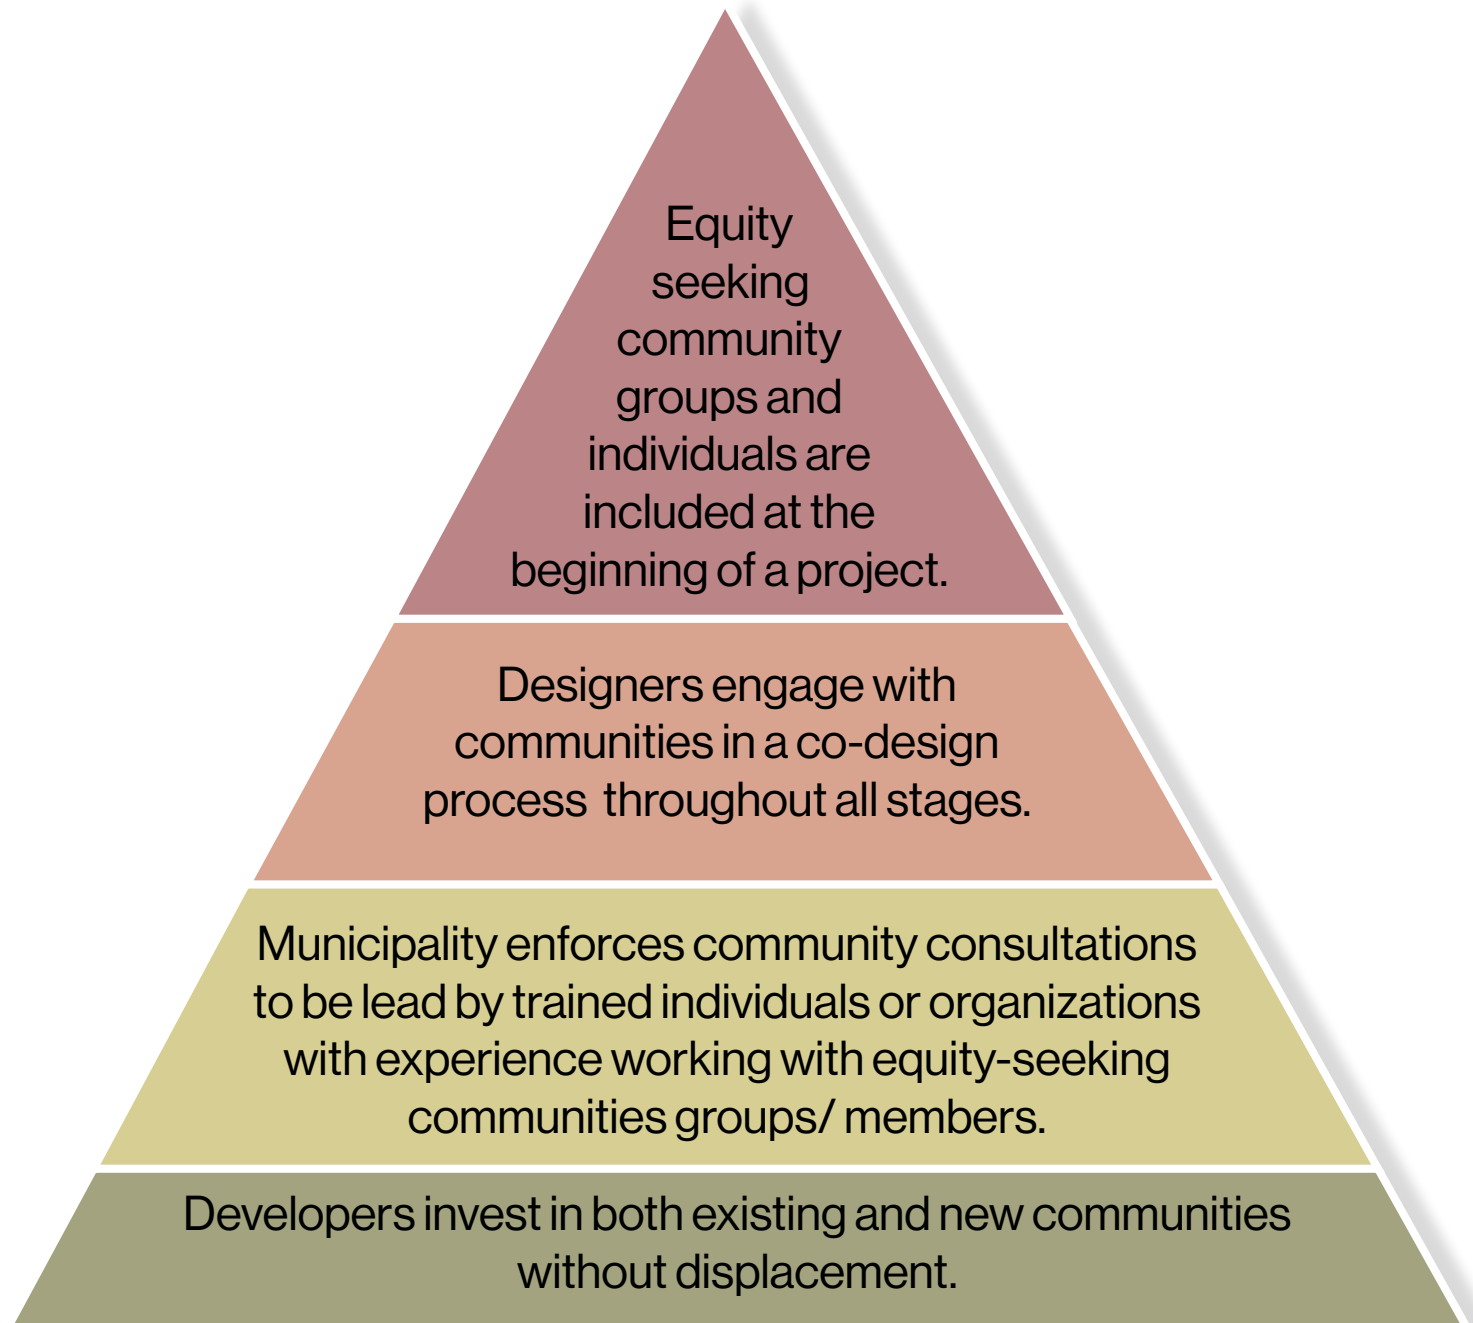 Equity
seeking
community
groups and
individuals are
included at the
beginning of a project.
Designers engage with
communities in a co-design
process  throughout all stages.
Municipality enforces community consultations
to be lead by trained individuals or organizations
with experience working with equity-seeking
communities groups/ members.
Developers invest in both existing and new communities
without displacement.